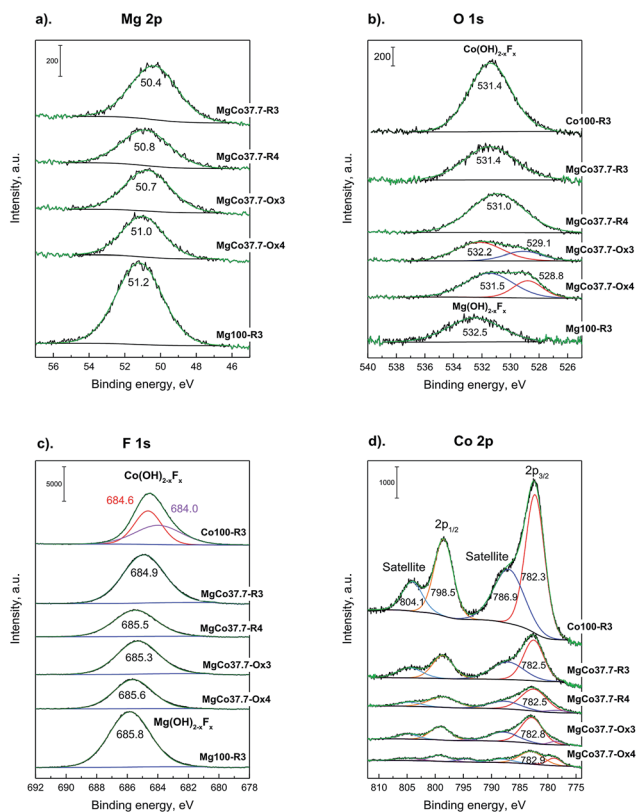 a). Mg 2p
200
50.4
MgCo37.7-R3
50.8
MgCo37.7-R4
50.7
MgCo37.7-Ox3
51.0
MgCo37.7-Ox4
51.2
Mg100-R3
Intensity, a.u.
56 54 52 50 48 46
Binding energy, eV
b). O 1s
200
Co(OH)2-xFx
531.4
Co100-R3
531.4
MgCo37.7-R3
531.0
MgCo37.7-R4
532.2 529.1
MgCo37.7-Ox3
531.5 528.8
MgCo37.7-Ox4
Mg(OH)2-xFx
532.5
Mg100-R3
Intensity, a.u.
540 538 536 534 532 530 528 526
Binding energy, eV
c). F 1s
5000
Co(OH)2-xFx
684.6 684.0
Co100-R3
684.9
MgCo37.7-R3
685.5
MgCo37.7-R4
685.3
MgCo37.7-Ox3
685.6
MgCo37.7-Ox4
Mg(OH)2-xFx
685.8
Mg100-R3
Intensity, a.u.
692 690 688 686 684 682 680 678
Binding energy, eV
d). Co 2p
1000
2p3/2
2p1/2
Satellite Satellite
804.1 798.5 786.9 782.3
Co100-R3
782.5
MgCo37.7-R3
782.5
MgCo37.7-R4
782.8
MgCo37.7-Ox3
782.9
MgCo37.7-Ox4
Intensity, a.u.
810 805 800 795 790 785 780 774
Binding energy, eV